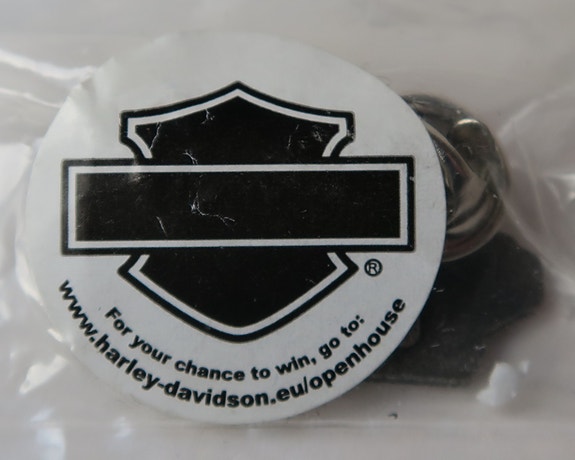 ®
For your chance to win, go to:
www.harley-davidson.eu/openhouse